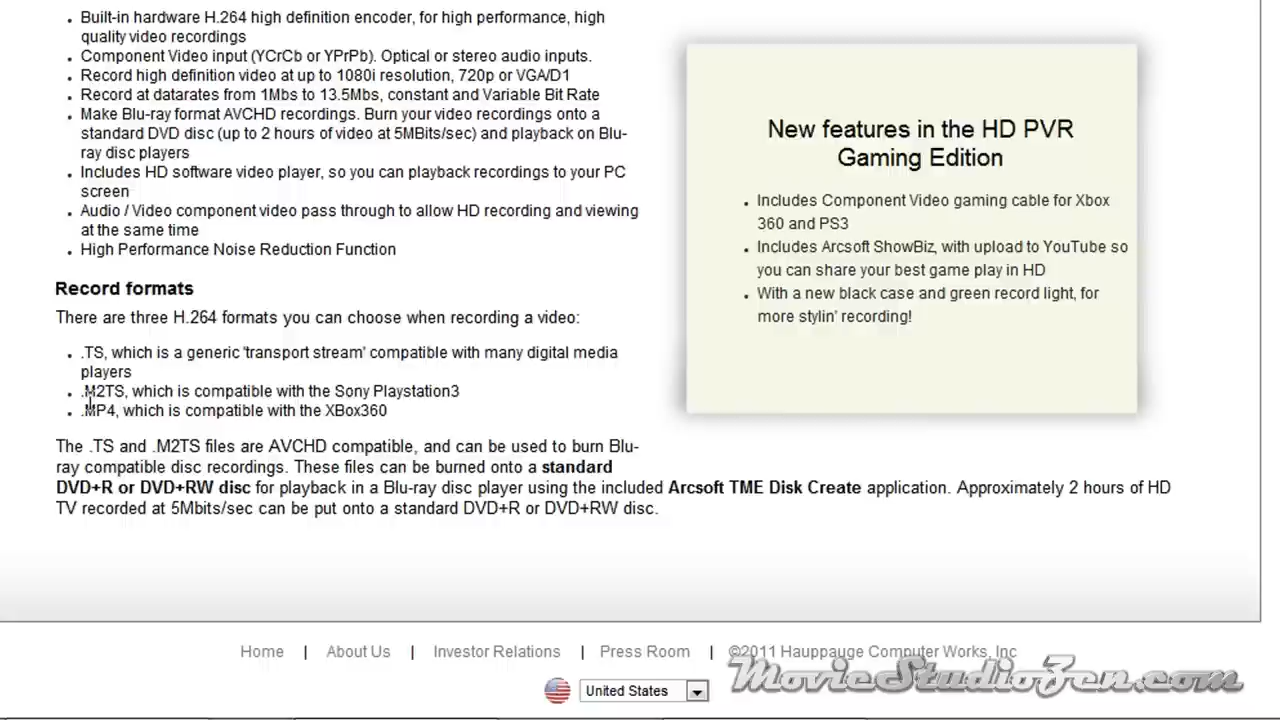 Built-in hardware H.264 high definition encoder, for high performance, high
quality video recordings
Component Video input (YCrCb or YPrPb). Optical or stereo audio inputs.
Record high definition video at up to 1080i resolution, 720p or VGA/D1
Record at datarates from 1Mbs to 13.5Mbs, constant and Variable Bit Rate
Make Blu-ray format AVCHD recordings. Burn your video recordings onto a
standard DVD disc (up to 2 hours of video at 5MBits/sec) and playback on Blu-
ray disc players
Includes HD software video player, so you can playback recordings to your PC
screen
Audio / Video component video pass through to allow HD recording and viewing
at the same time
High Performance Noise Reduction Function
Record formats
There are three H.264 formats you can choose when recording a video:
.TS, which is a generic 'transport stream' compatible with many digital media
players
.M2TS, which is compatible with the Sony Playstation3
.MP4, which is compatible with the XBox360
The .TS and .M2TS files are AVCHD compatible, and can be used to burn Blu-
ray compatible disc recordings. These files can be burned onto a standard
DVD+R or DVD+RW disc for playback in a Blu-ray disc player using the included Arcsoft TME Disk Create application. Approximately 2 hours of HD
TV recorded at 5Mbits/sec can be put onto a standard DVD+R or DVD+RW disc.
New features in the HD PVR
Gaming Edition
Includes Component Video gaming cable for Xbox
360 and PS3
Includes Arcsoft ShowBiz, with upload to YouTube so
you can share your best game play in HD
With a new black case and green record light, for
more stylin' recording!
Home | About Us | Investor Relations | Press Room | ©2011 Hauppauge Computer Works, Inc
United States
MovieStudioZen.com